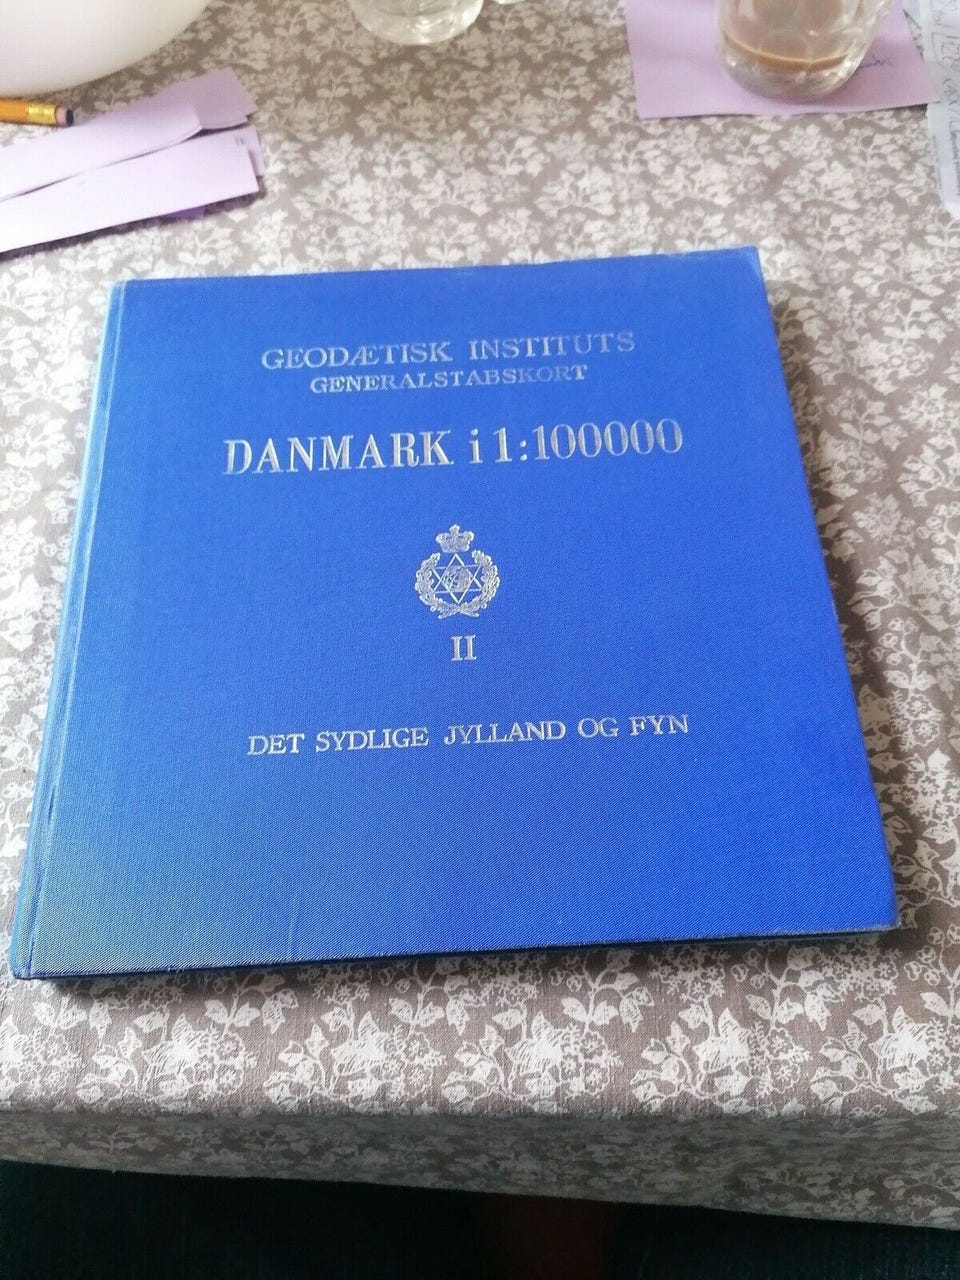 GEODÆTISK INSTITUTS
GENERALSTABSKORT
DANMARK i 1:100000
II
DET SYDLIGE JYLLAND OG FYN